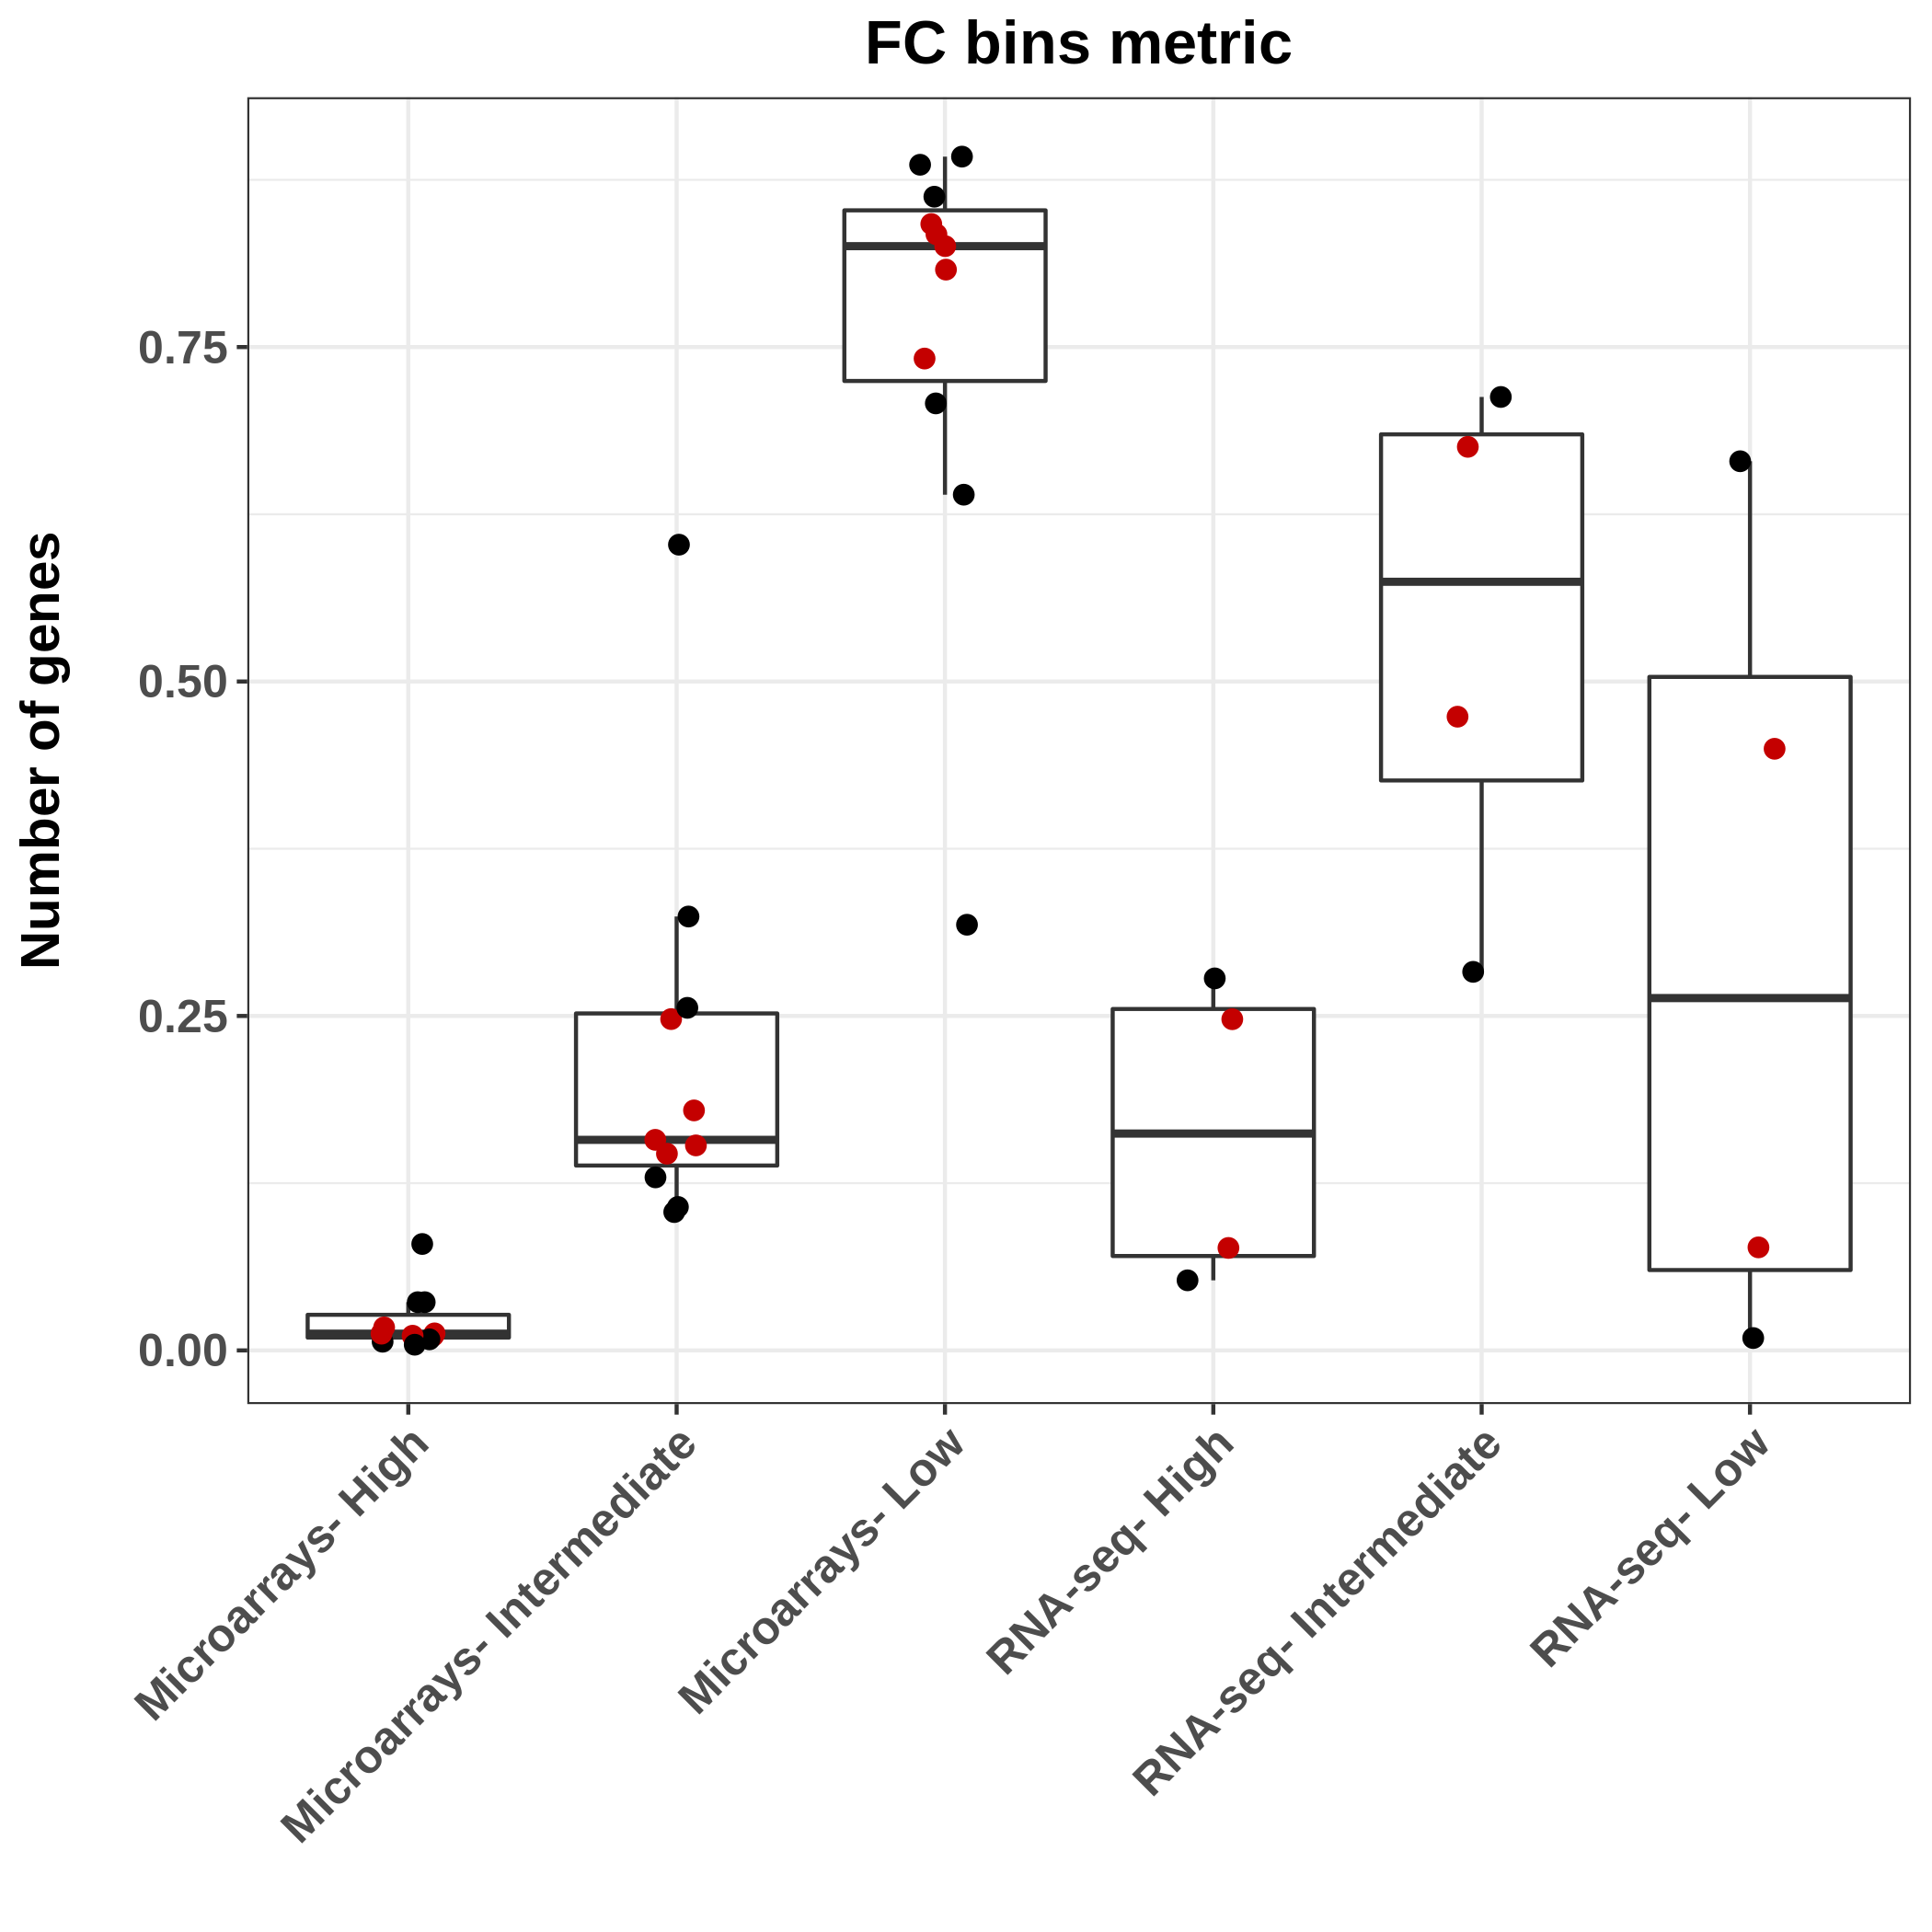 FC bins metric
Number of genes
0.75
0.50
0.25
0.00
Microarrays- High
Microarrays- Intermediate
Microarrays- Low
RNA-seq- High
RNA-seq- Intermediate
RNA-seq- Low